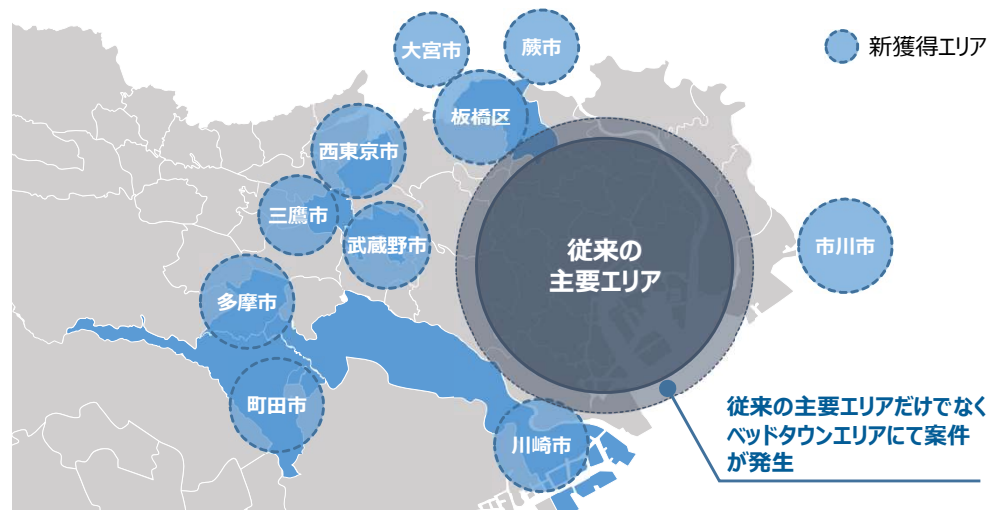 大宮市
蕨市
新獲得エリア
板橋区
西東京市
三鷹市
武蔵野市
従来の
主要エリア
市川市
多摩市
町田市
川崎市
従来の主要エリアだけでなく
ベッドタウンエリアにて案件
が発生